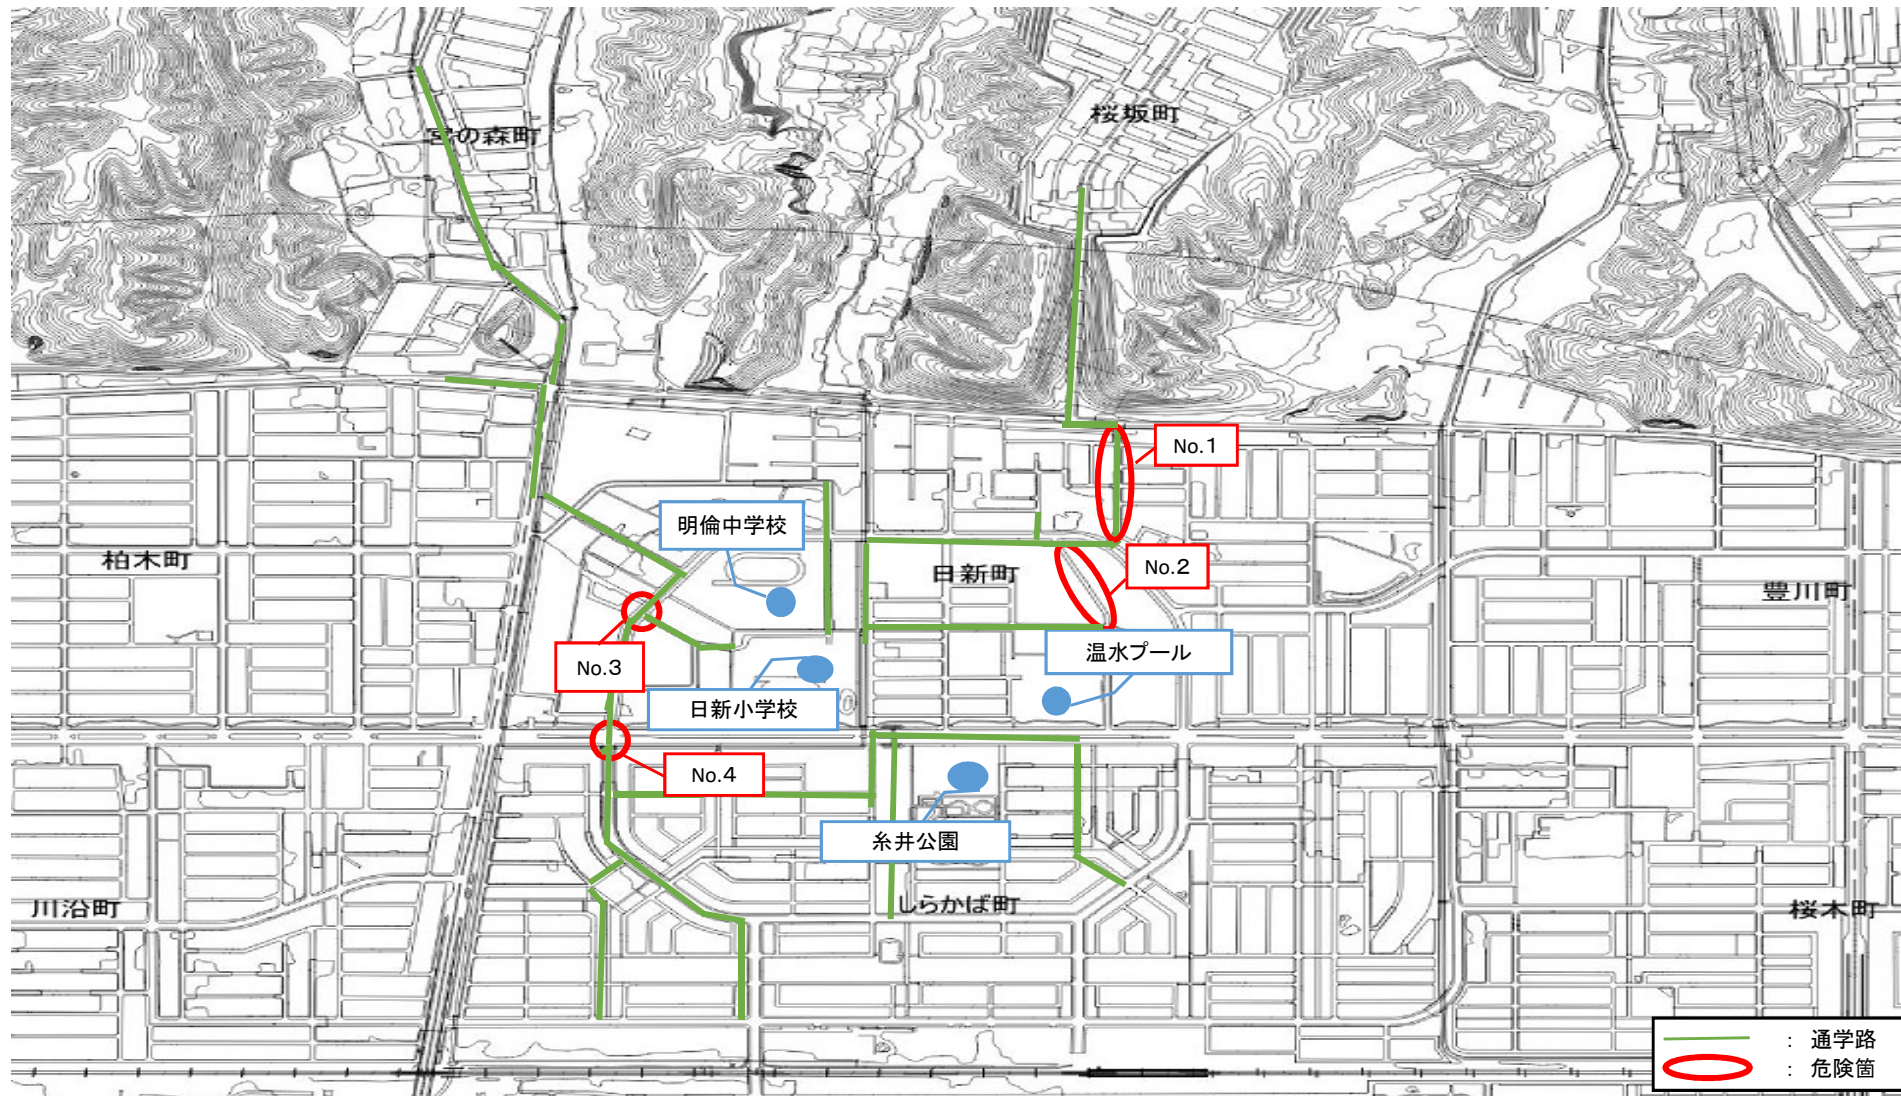 桜坂町
宮の森町
No.1
明倫中学校
柏木町
No.2
日新町
豊川町
温水プール
No.3
日新小学校
No.4
糸井公園
川沿町
しらかば町
桜木町
： 通学路
： 危険箇